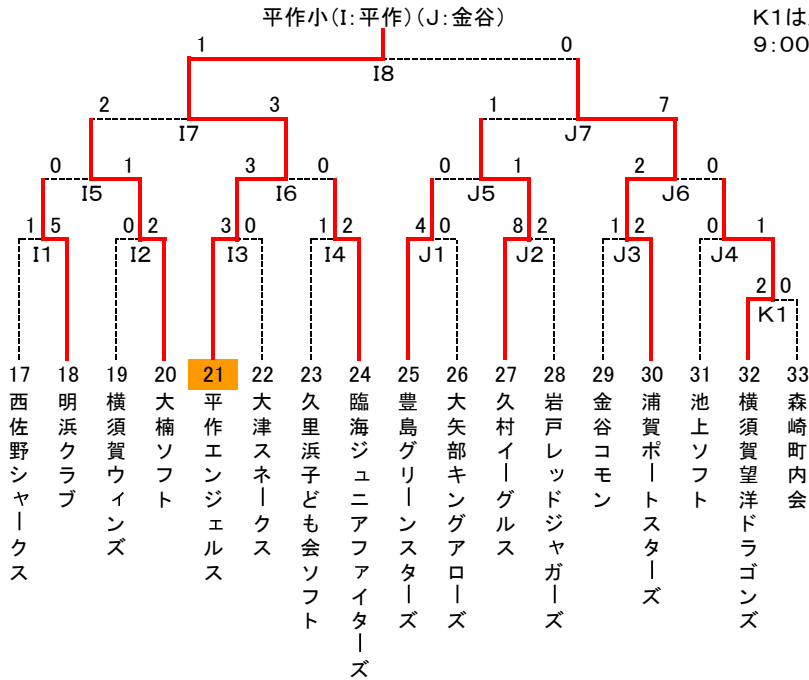 平作小(I:平作)(J:金谷)
K1は
9:00
1 0
I8
2 3 1 7
I7 J7
0 1 3 0 0 1 2 0
I5 I6 J5 J6
1 5 0 2 3 0 1 2 4 0 8 2 1 2 0 1
I1 I2 I3 I4 J1 J2 J3 J4
2 0
K1
17 18 19 20 21 22 23 24 25 26 27 28 29 30 31 32 33
西佐野シャークス
明浜クラブ
横須賀ウィンズ
大楠ソフト
平作エンジェルス
大津スネークス
久里浜子ども会ソフト
臨海ジュニアファイターズ
豊島グリーンスターズ
大矢部キングアローズ
久村イーグルス
岩戸レッドジャガーズ
金谷コモン
浦賀ポートスターズ
池上ソフト
横須賀望洋ドラゴンズ
森崎町内会